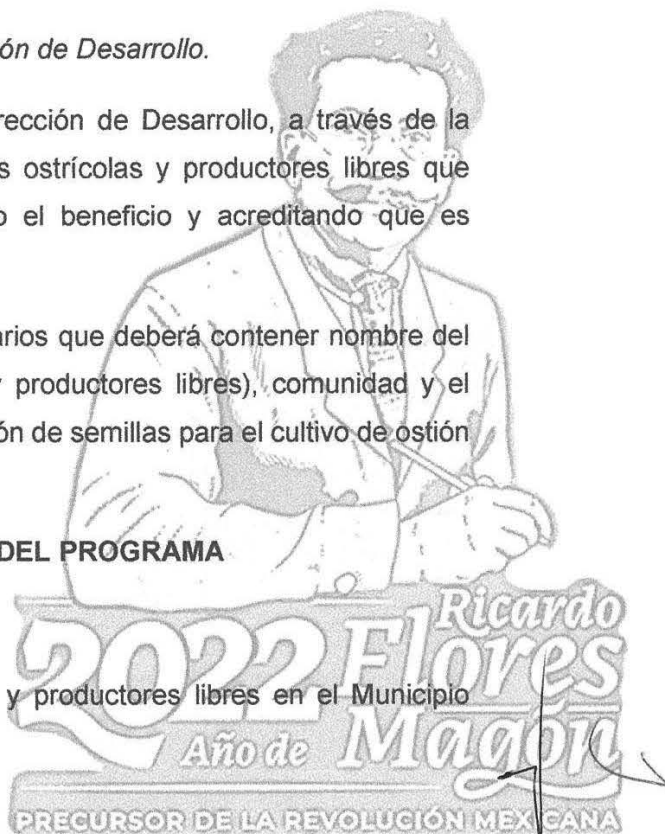 ón de Desarrollo.
rección de Desarrollo, a través de la
s ostrícolas y productores libres que
o el beneficio y acreditando que es
arios que deberá contener nombre del
y productores libres), comunidad y el
ón de semillas para el cultivo de ostión
DEL PROGRAMA
y productores libres en el Municipio
2022 Ricardo
Flores
Año de Magón
PRECURSOR DE LA REVOLUCIÓN MEXICANA